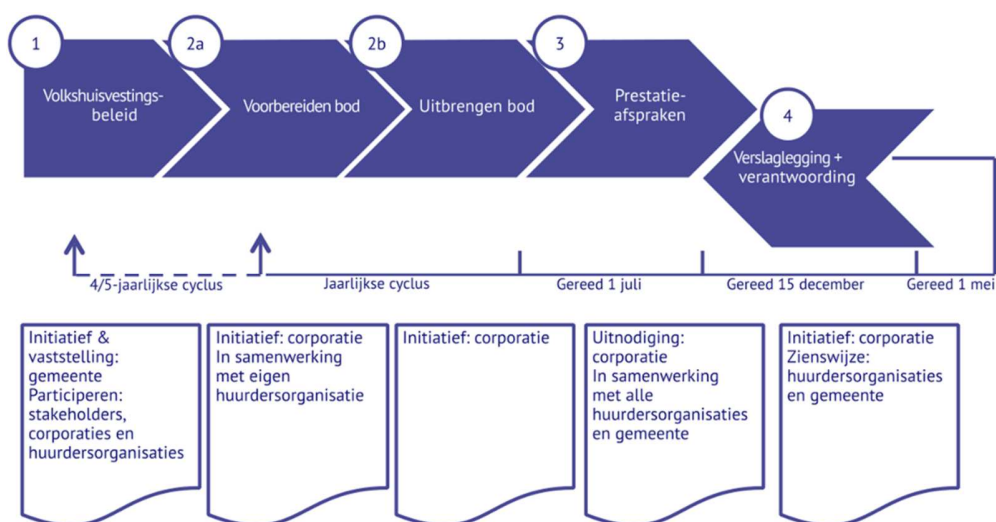 1
2a
2b
3
4
Volkshuisvestings-
beleid
Voorbereiden bod
Uitbrengen bod
Prestatie-
afspraken
Verslaglegging +
verantwoording
4/5-jaarlijkse cyclus
Jaarlijkse cyclus
Gereed 1 juli
Gereed 15 december
Gereed 1 mei
Initiatief &
vaststelling:
gemeente
Participeren:
stakeholders,
corporaties en
huurdersorganisaties
Initiatief: corporatie
In samenwerking
met eigen
huurdersorganisatie
Initiatief: corporatie
Uitnodiging:
corporatie
In samenwerking
met alle
huurdersorganisaties
en gemeente
Initiatief: corporatie
Zienswijze:
huurdersorganisaties
en gemeente